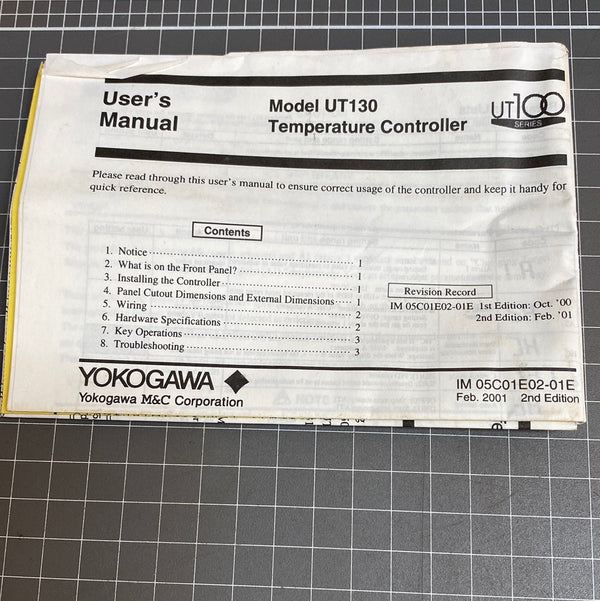 User's
Manual
Model UT130
Temperature Controller
UT100
SERIES
Please read through this user's manual to ensure correct usage of the controller and keep it handy for
quick reference.
Contents
1. Notice ........................................................ 1
2. What is on the Front Panel? .............................. 1
3. Installing the Controller .................................. 1
4. Panel Cutout Dimensions and External Dimensions ..... 1
5. Wiring ........................................................ 2
6. Hardware Specifications .................................. 2
7. Key Operations ............................................. 3
8. Troubleshooting ............................................ 3
Revision Record
IM 05C01E02-01E 1st Edition: Oct. '00
2nd Edition: Feb. '01
YOKOGAWA
Yokogawa M&C Corporation
IM 05C01E02-01E
Feb. 2001 2nd Edition